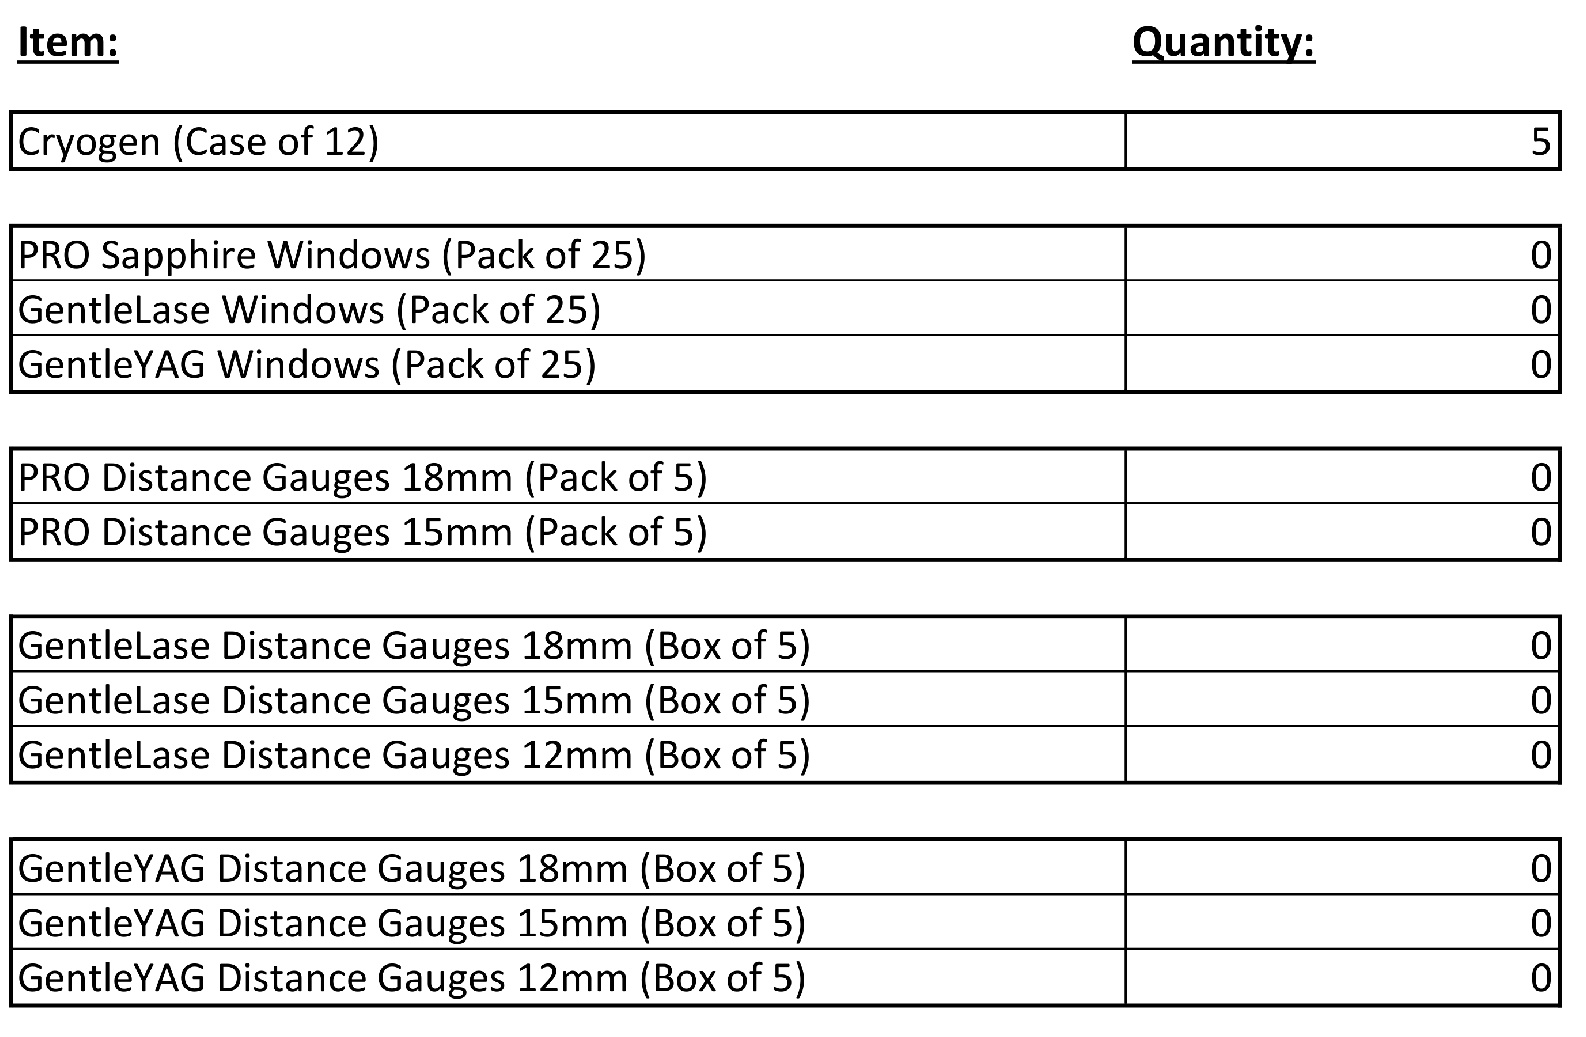 Item: Quantity:
Cryogen (Case of 12) 5
PRO Sapphire Windows (Pack of 25) 0
GentleLase Windows (Pack of 25) 0
GentleYAG Windows (Pack of 25) 0
PRO Distance Gauges 18mm (Pack of 5) 0
PRO Distance Gauges 15mm (Pack of 5) 0
GentleLase Distance Gauges 18mm (Box of 5) 0
GentleLase Distance Gauges 15mm (Box of 5) 0
GentleLase Distance Gauges 12mm (Box of 5) 0
GentleYAG Distance Gauges 18mm (Box of 5) 0
GentleYAG Distance Gauges 15mm (Box of 5) 0
GentleYAG Distance Gauges 12mm (Box of 5) 0